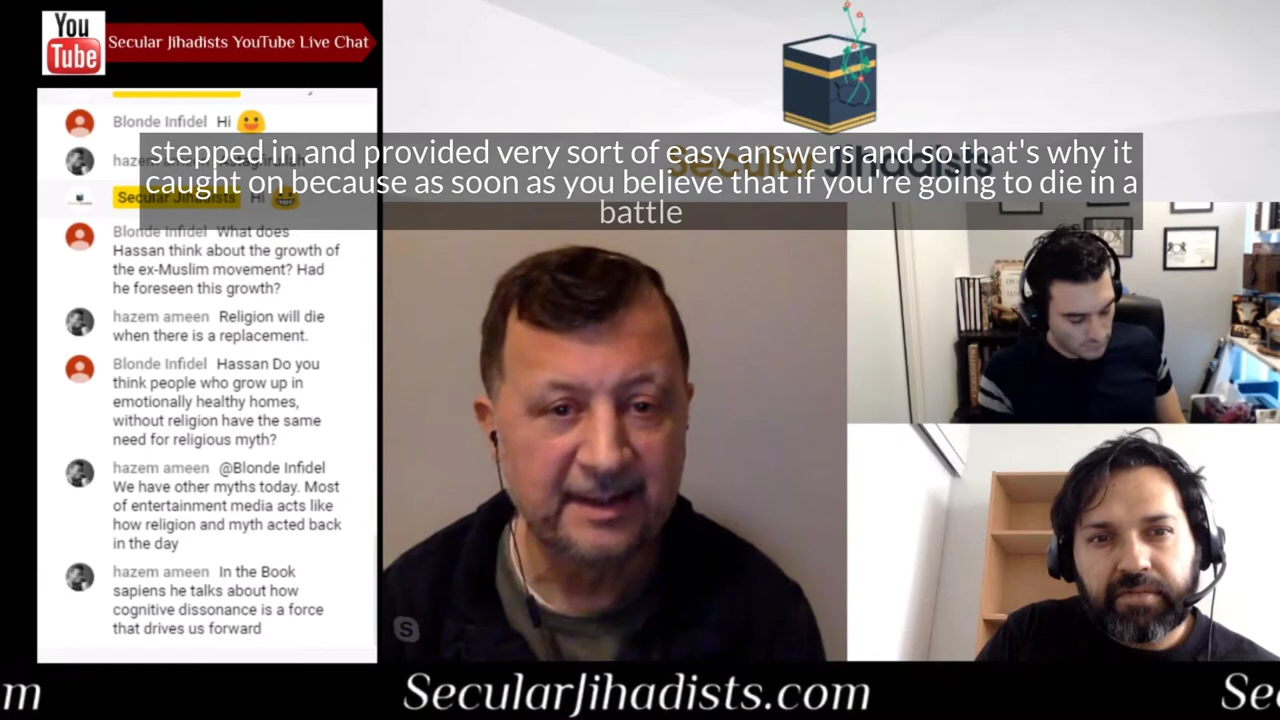 You
Tube
Secular Jihadists YouTube Live Chat
Blonde Infidel Hi
stepped in and provided very sort of easy answers and so that's why it
caught on because as soon as you believe that if you're going to die in a
battle
Secular Jihadists
Secular Jihadists Hi
Blonde Infidel What does
Hassan think about the growth of
the ex-Muslim movement? Had
he foreseen this growth?
hazem ameen Religion will die
when there is a replacement.
Blonde Infidel Hassan Do you
think people who grow up in
emotionally healthy homes,
without religion have the same
need for religious myth?
hazem ameen @Blonde Infidel
We have other myths today. Most
of entertainment media acts like
how religion and myth acted back
in the day
hazem ameen In the Book
sapiens he talks about how
cognitive dissonance is a force
that drives us forward
m
SecularJihadists.com
Se